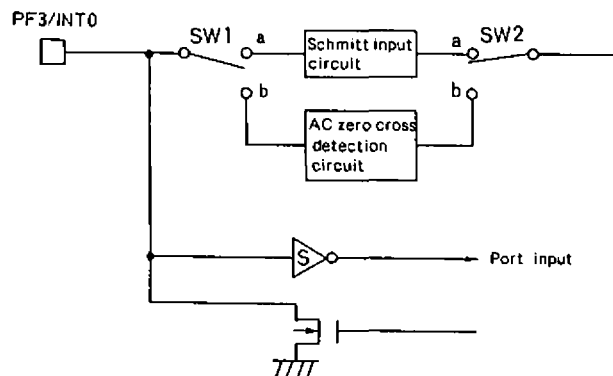 PF3/INT0
SW1
a
Schmitt input
circuit
a
SW2
b
AC zero cross
detection
circuit
b
S
Port input